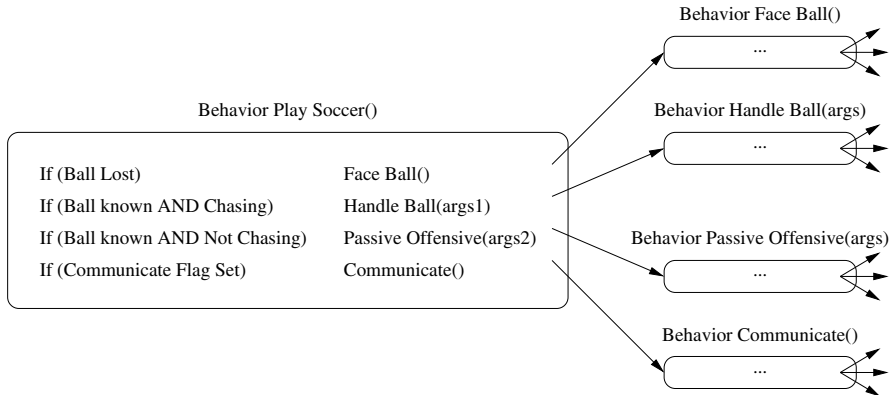 Behavior Play Soccer()
If (Ball Lost) Face Ball()
If (Ball known AND Chasing) Handle Ball(args1)
If (Ball known AND Not Chasing) Passive Offensive(args2)
If (Communicate Flag Set) Communicate()
Behavior Face Ball()
...
Behavior Handle Ball(args)
...
Behavior Passive Offensive(args)
...
Behavior Communicate()
...